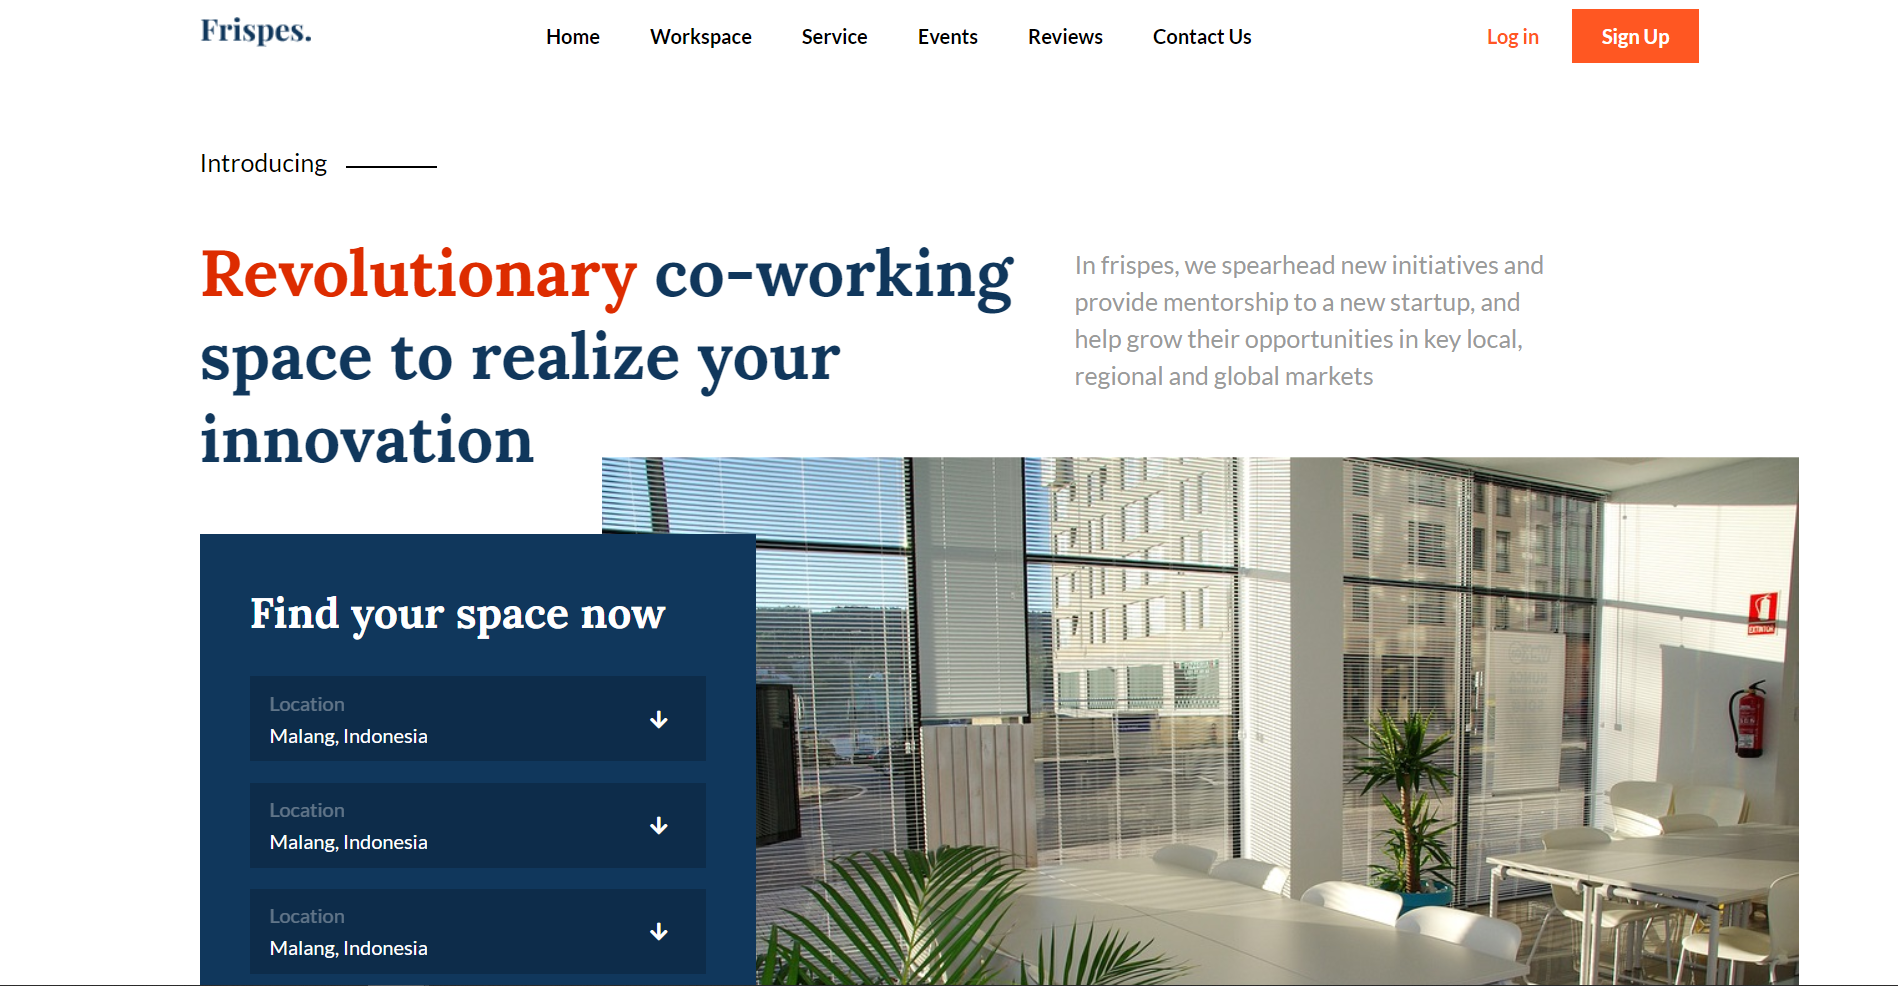 Frispes.
Home Workspace Service Events Reviews Contact Us Log in Sign Up
Introducing
Revolutionary co-working
space to realize your
innovation
In frispes, we spearhead new initiatives and
provide mentorship to a new startup, and
help grow their opportunities in key local,
regional and global markets
Find your space now
Location
Malang, Indonesia
Location
Malang, Indonesia
Location
Malang, Indonesia
EXTINTOR